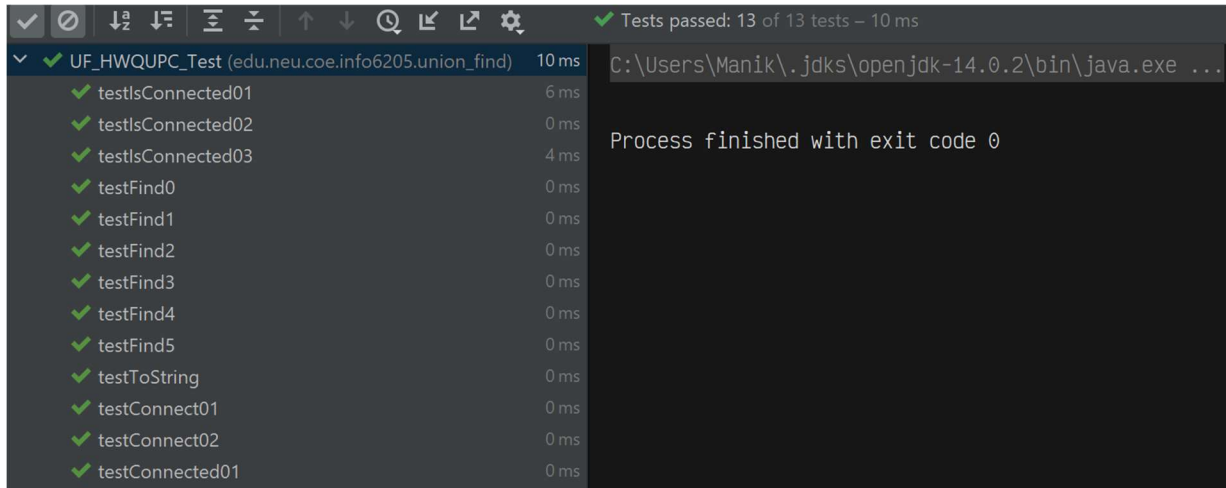 Tests passed: 13 of 13 tests – 10 ms
UF_HWQUPC_Test (edu.neu.coe.info6205.union_find) 10 ms
testIsConnected01 6 ms
testIsConnected02 0 ms
testIsConnected03 4 ms
testFind0 0 ms
testFind1 0 ms
testFind2 0 ms
testFind3 0 ms
testFind4 0 ms
testFind5 0 ms
testToString 0 ms
testConnect01 0 ms
testConnect02 0 ms
testConnected01 0 ms
C:\Users\Manik\.jdks\openjdk-14.0.2\bin\java.exe ...
Process finished with exit code 0